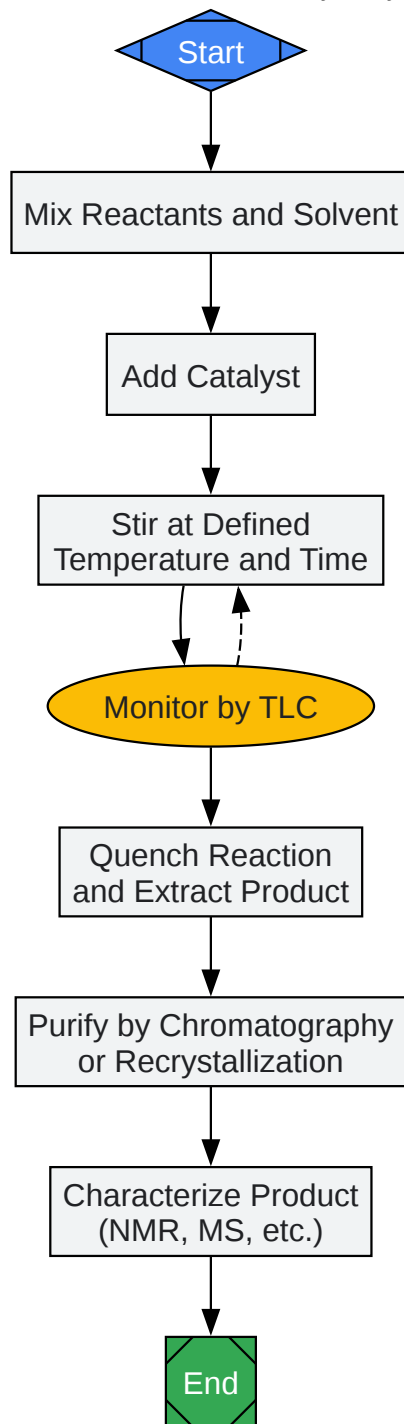 Start
Mix Reactants and Solvent
Add Catalyst
Stir at Defined
Temperature and Time
Monitor by TLC
Quench Reaction
and Extract Product
Purify by Chromatography
or Recrystallization
Characterize Product
(NMR, MS, etc.)
End